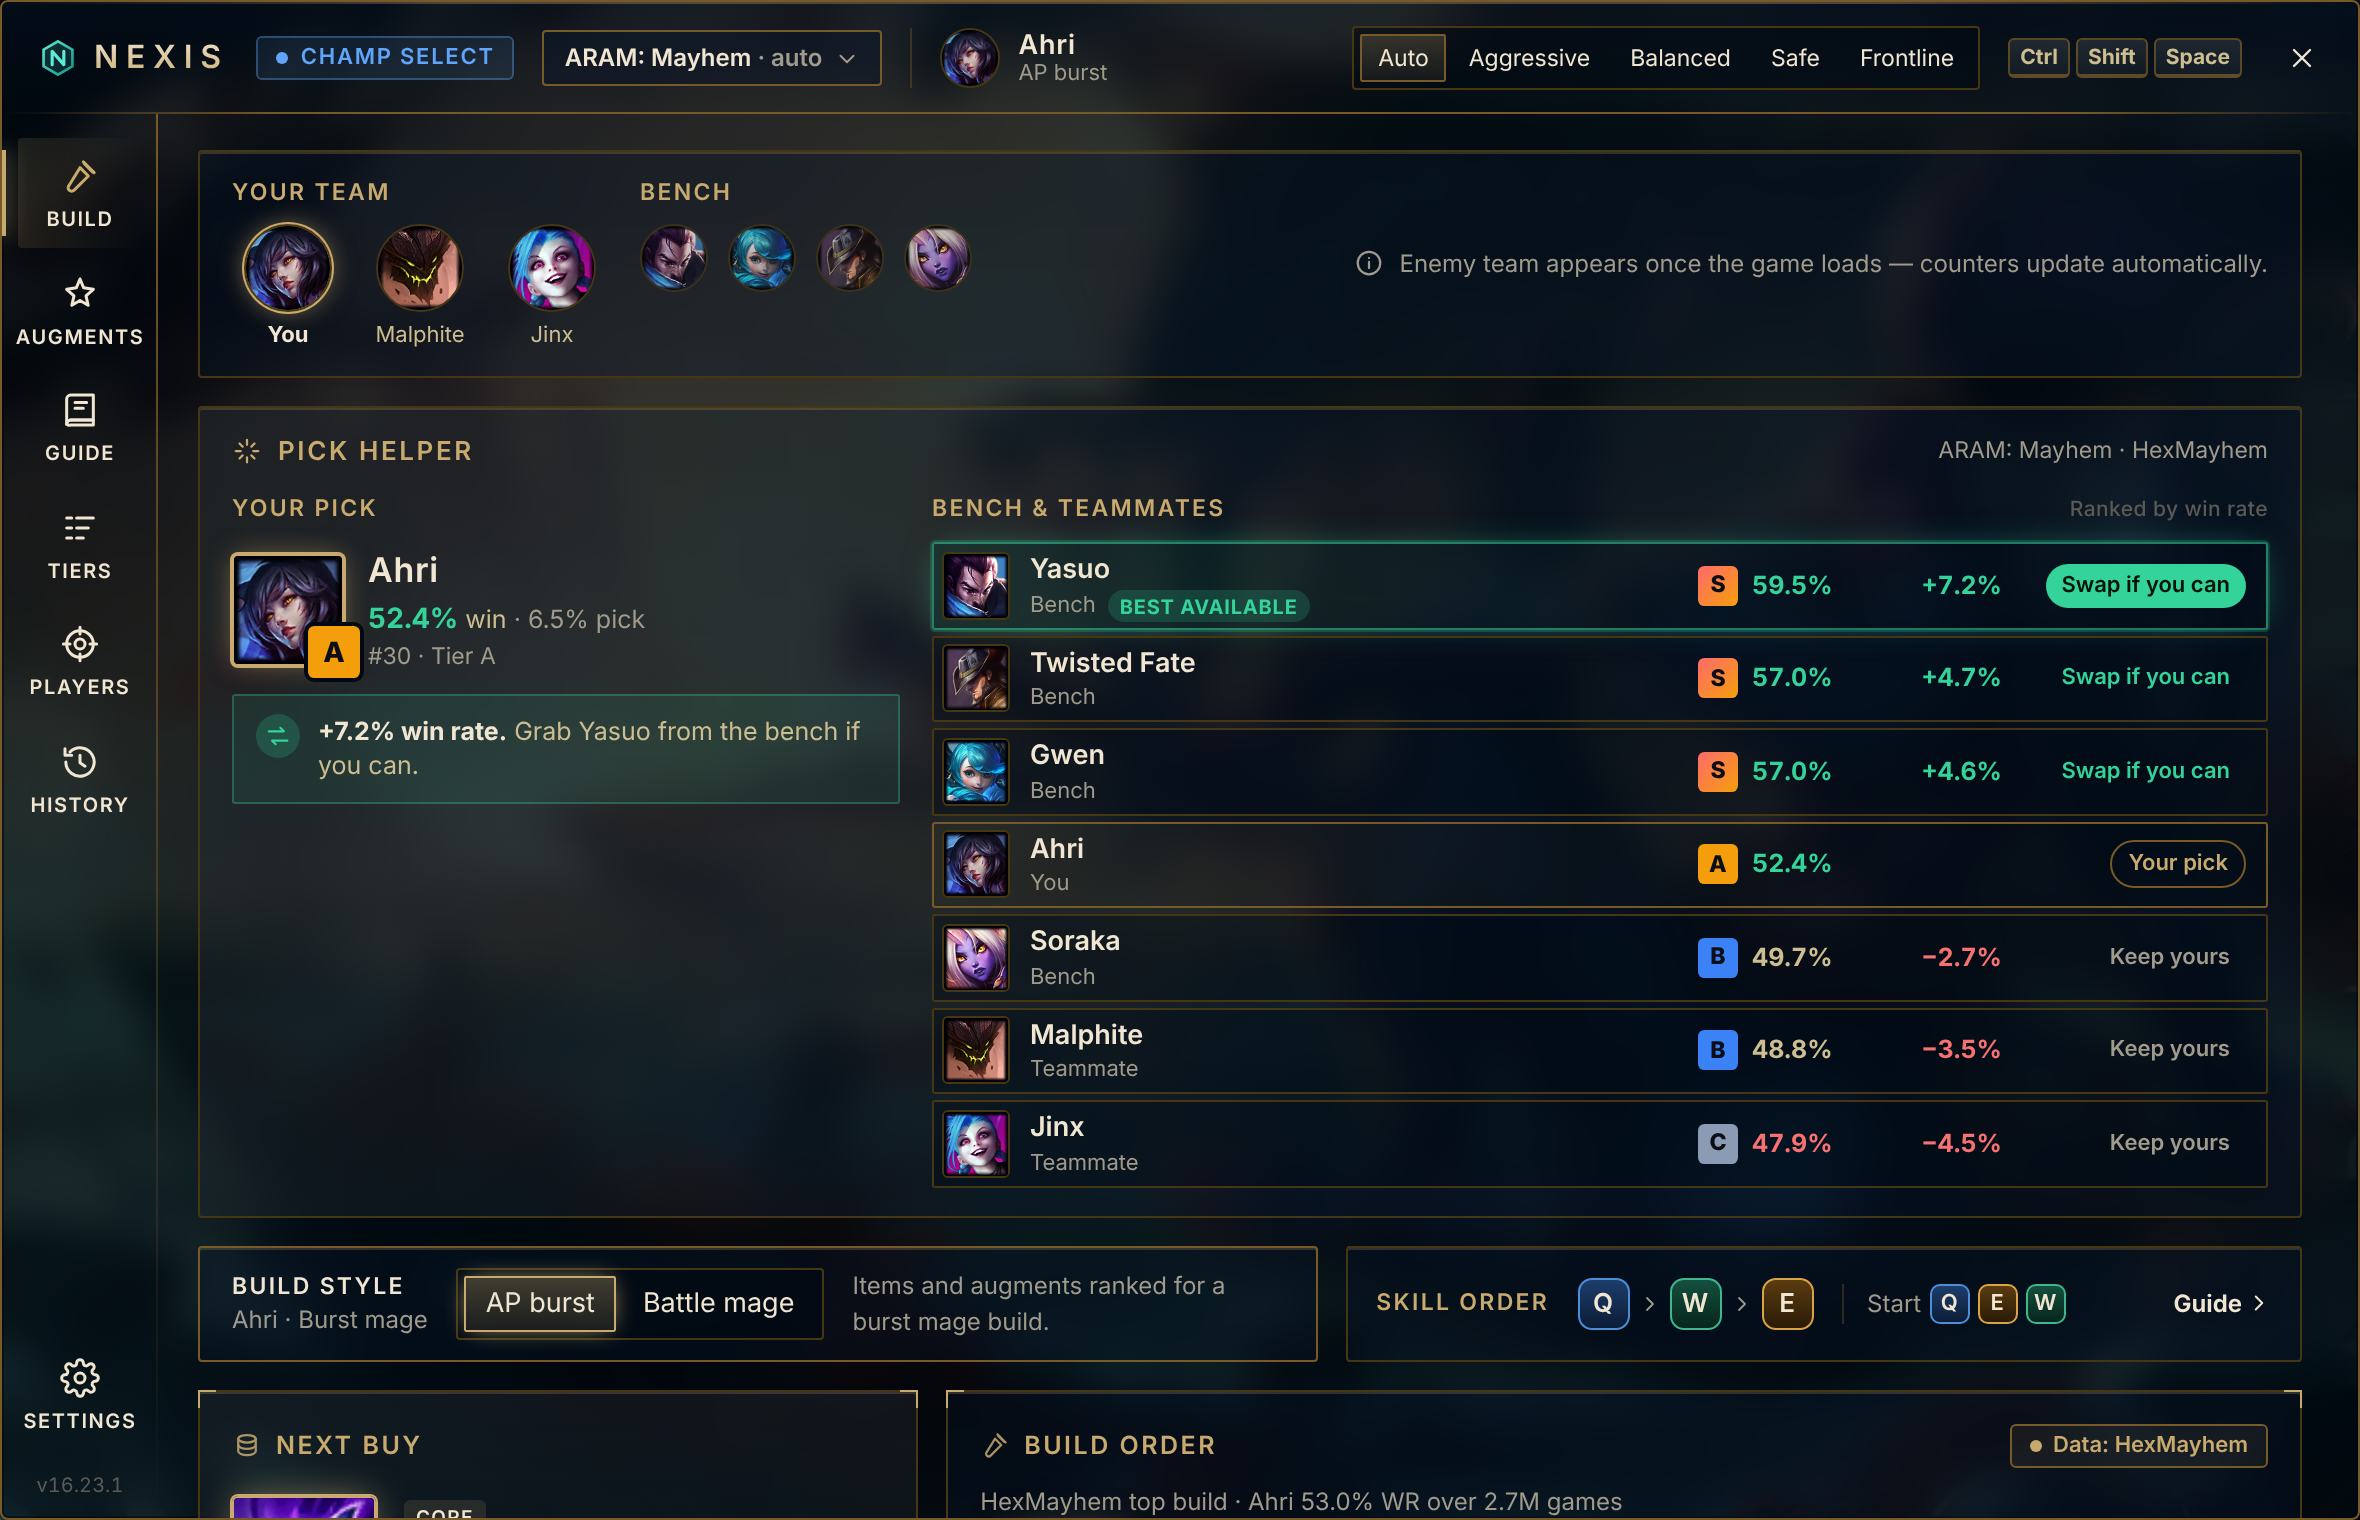 NEXIS
CHAMP SELECT
ARAM: Mayhem · auto
Ahri
AP burst
Auto
Aggressive
Balanced
Safe
Frontline
Ctrl
Shift
Space
BUILD
AUGMENTS
GUIDE
TIERS
PLAYERS
HISTORY
SETTINGS
v16.23.1
YOUR TEAM
You
Malphite
Jinx
BENCH
Enemy team appears once the game loads — counters update automatically.
PICK HELPER
ARAM: Mayhem · HexMayhem
YOUR PICK
Ahri
52.4% win · 6.5% pick
#30 · Tier A
A
+7.2% win rate. Grab Yasuo from the bench if
you can.
BENCH & TEAMMATES
Ranked by win rate
Yasuo
Bench
BEST AVAILABLE
S
59.5%
+7.2%
Swap if you can
Twisted Fate
Bench
S
57.0%
+4.7%
Swap if you can
Gwen
Bench
S
57.0%
+4.6%
Swap if you can
Ahri
You
A
52.4%
Your pick
Soraka
Bench
B
49.7%
−2.7%
Keep yours
Malphite
Teammate
B
48.8%
−3.5%
Keep yours
Jinx
Teammate
C
47.9%
−4.5%
Keep yours
BUILD STYLE
Ahri · Burst mage
AP burst
Battle mage
Items and augments ranked for a
burst mage build.
SKILL ORDER
Q
W
E
Start
Q
E
W
Guide
NEXT BUY
CORE
BUILD ORDER
Data: HexMayhem
HexMayhem top build · Ahri 53.0% WR over 2.7M games